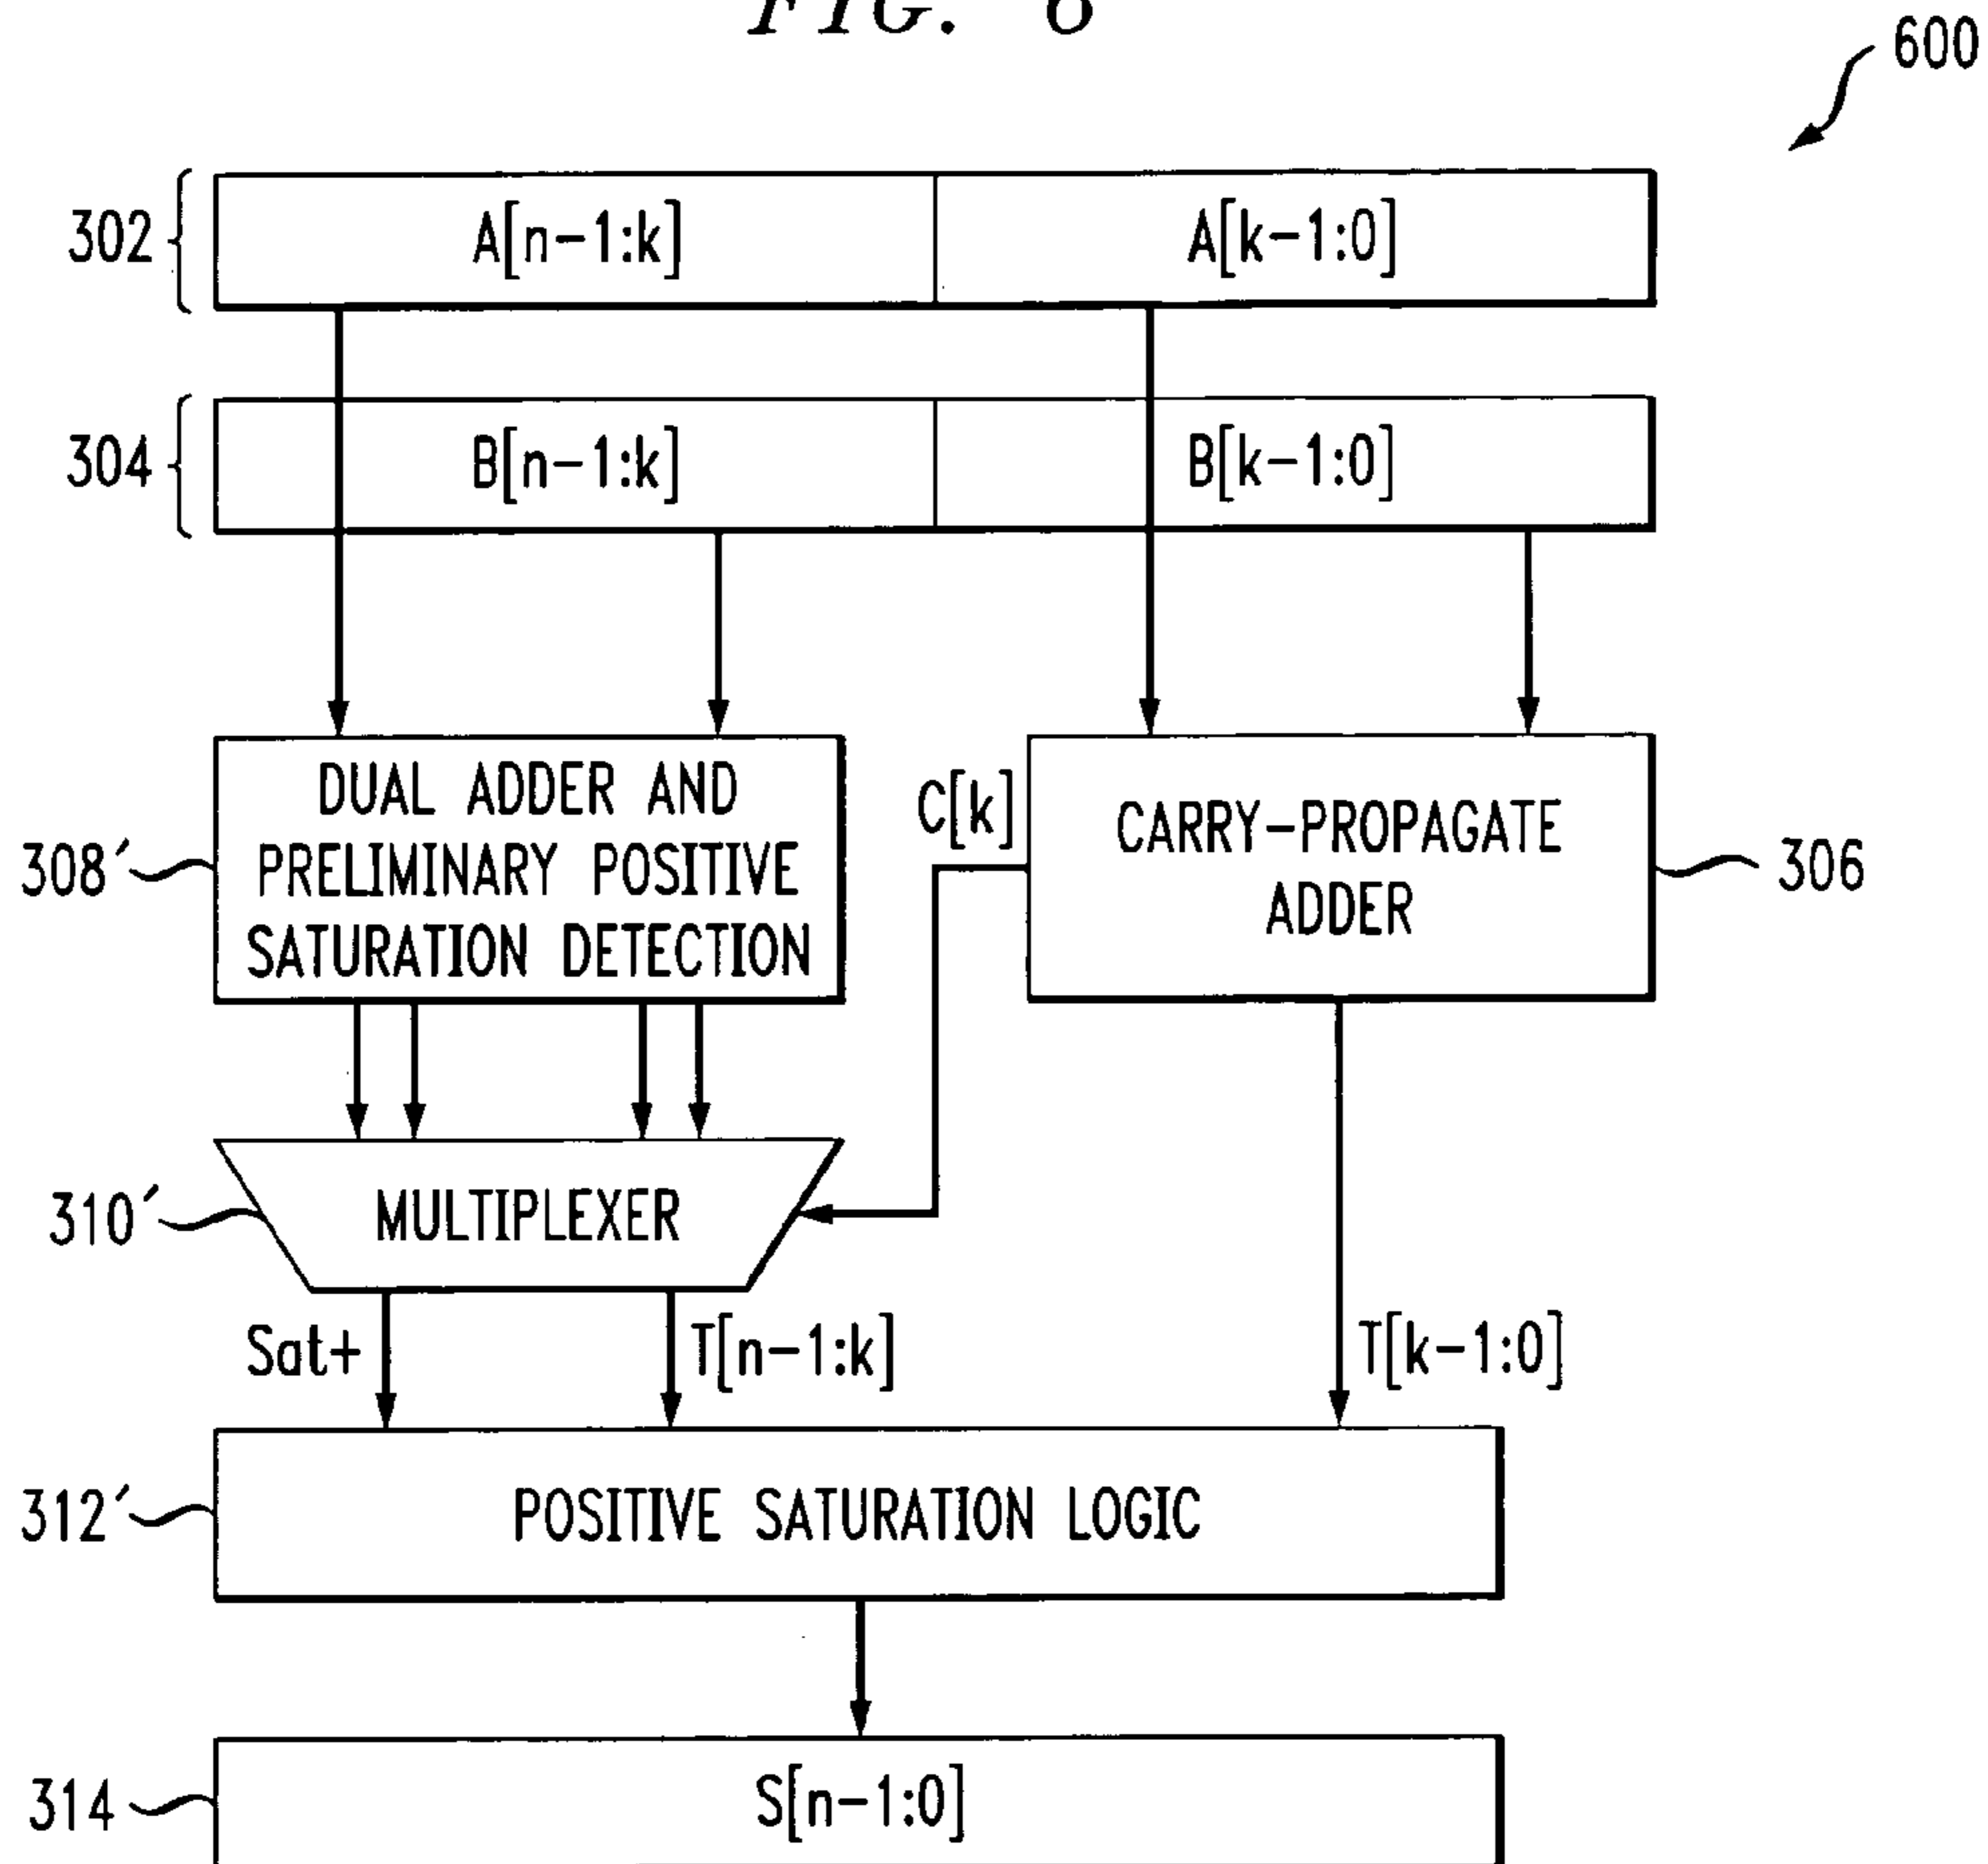 FIG. 6
600
302
A[n-1:k]
A[k-1:0]
304
B[n-1:k]
B[k-1:0]
308′
DUAL ADDER AND
PRELIMINARY POSITIVE
SATURATION DETECTION
C[k]
CARRY-PROPAGATE
ADDER
306
310′
MULTIPLEXER
Sat+
T[n-1:k]
T[k-1:0]
312′
POSITIVE SATURATION LOGIC
314
S[n-1:0]